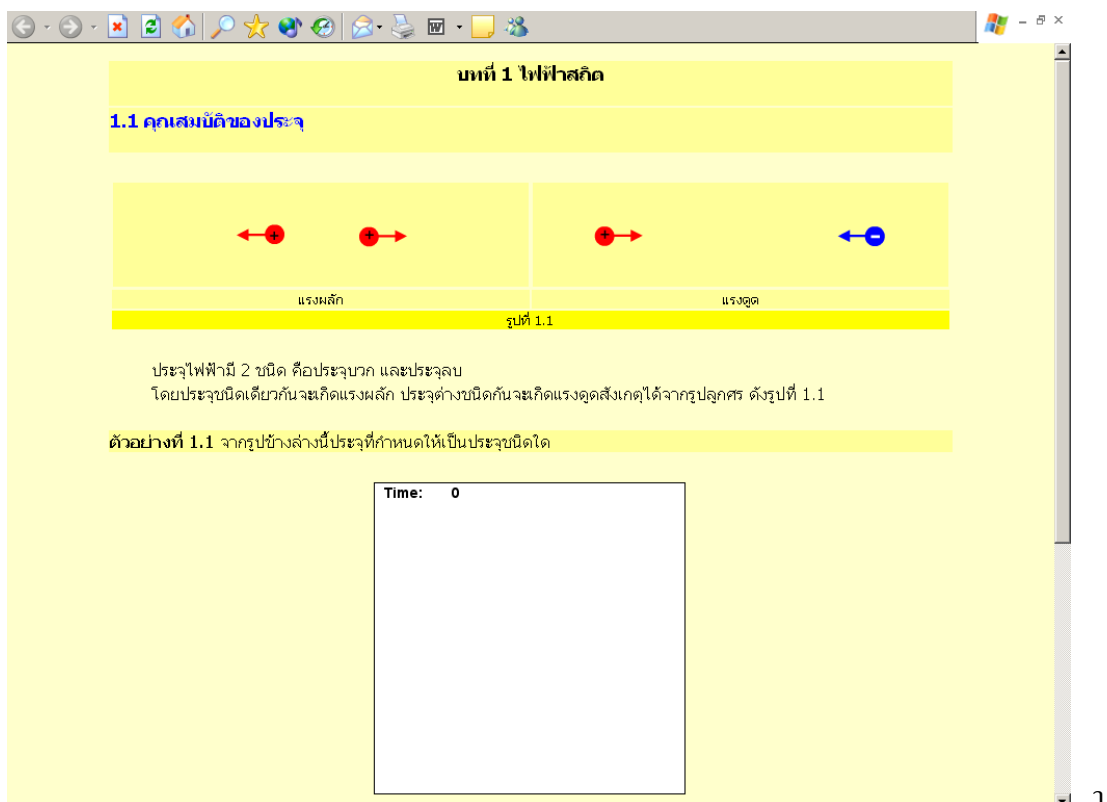 บทที่ 1 ไฟฟ้าสถิต
1.1 คุณสมบัติของประจุ
+ + + -
แรงผลัก แรงดูด
รูปที่ 1.1
ประจุไฟฟ้ามี 2 ชนิด คือประจุบวก และประจุลบ
โดยประจุชนิดเดียวกันจะเกิดแรงผลัก ประจุต่างชนิดกันจะเกิดแรงดูดสังเกตุได้จากรูปลูกศร ดังรูปที่ 1.1
ตัวอย่างที่ 1.1 จากรูปข้างล่างนี้ประจุที่กำหนดให้เป็นประจุชนิดใด
Time: 0